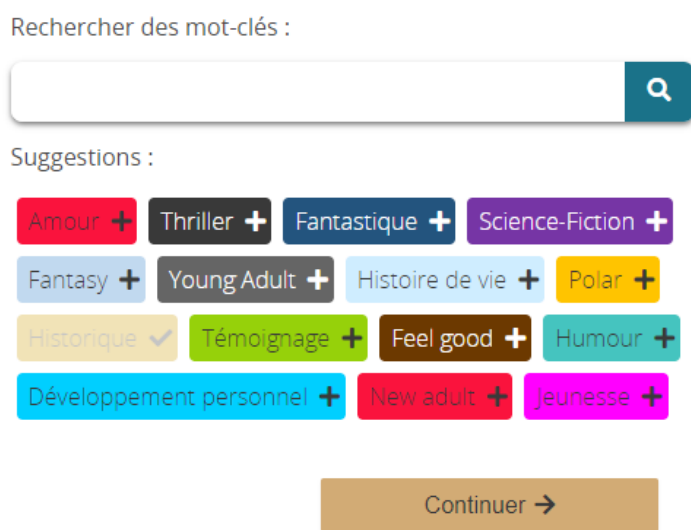 Rechercher des mot-clés :
Suggestions :
Amour Thriller Fantastique Science-Fiction
Fantasy Young Adult Histoire de vie Polar
Historique Témoignage Feel good Humour
Développement personnel New adult Jeunesse
Continuer →